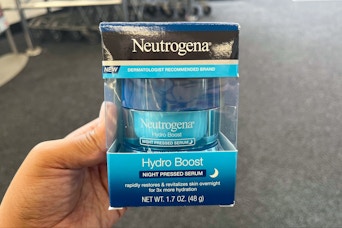 Neutrogena
NEW
DERMATOLOGIST RECOMMENDED BRAND
Neutrogena
Hydro Boost
NIGHT PRESSED SERUM
Hydro Boost
NIGHT PRESSED SERUM
rapidly restores & revitalizes skin overnight
for 3x more hydration
NET WT. 1.7 OZ. (48 g)